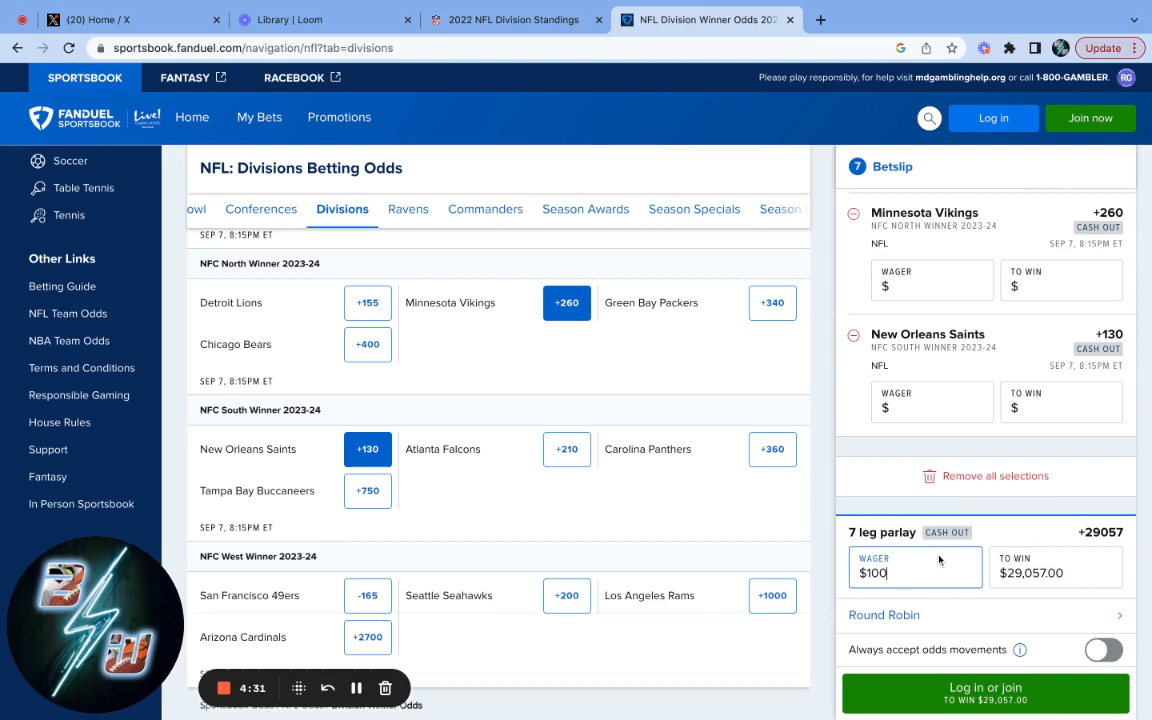 (20) Home / X
Library | Loom
2022 NFL Division Standings
NFL Division Winner Odds 202
sportsbook.fanduel.com/navigation/nfl?tab=divisions
Update
SPORTSBOOK
FANTASY
RACEBOOK
Please play responsibly, for help visit mdgamblinghelp.org or call 1-800-GAMBLER.
RG
FANDUEL
SPORTSBOOK
Live!
Home
My Bets
Promotions
Log in
Join now
Soccer
Table Tennis
Tennis
Other Links
Betting Guide
NFL Team Odds
NBA Team Odds
Terms and Conditions
Responsible Gaming
House Rules
Support
Fantasy
In Person Sportsbook
NFL: Divisions Betting Odds
owl
Conferences
Divisions
Ravens
Commanders
Season Awards
Season Specials
Season
SEP 7, 8:15PM ET
NFC North Winner 2023-24
Detroit Lions
+155
Minnesota Vikings
+260
Green Bay Packers
+340
Chicago Bears
+400
SEP 7, 8:15PM ET
NFC South Winner 2023-24
New Orleans Saints
+130
Atlanta Falcons
+210
Carolina Panthers
+360
Tampa Bay Buccaneers
+750
SEP 7, 8:15PM ET
NFC West Winner 2023-24
San Francisco 49ers
-165
Seattle Seahawks
+200
Los Angeles Rams
+1000
Arizona Cardinals
+2700
4:31
Division Winner Odds
7
Betslip
Minnesota Vikings
+260
NFC NORTH WINNER 2023-24
CASH OUT
NFL
SEP 7, 8:15PM ET
WAGER
$
TO WIN
$
New Orleans Saints
+130
NFC SOUTH WINNER 2023-24
CASH OUT
NFL
SEP 7, 8:15PM ET
WAGER
$
TO WIN
$
Remove all selections
7 leg parlay
CASH OUT
+29057
WAGER
$100
TO WIN
$29,057.00
Round Robin
Always accept odds movements
Log in or join
TO WIN $29,057.00